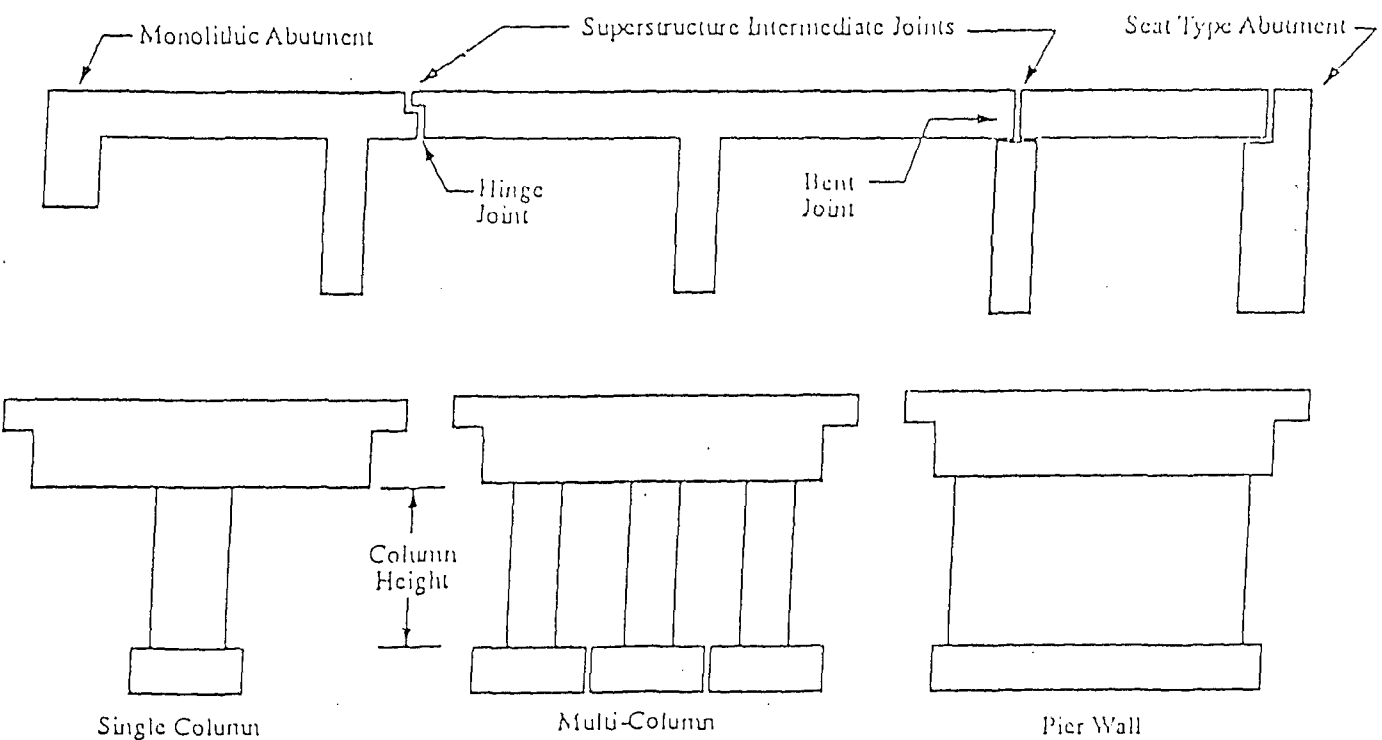 Monolithic Abutment
Superstructure Intermediate Joints
Seat Type Abutment
Hinge
Joint
Bent
Joint
Column
Height
Single Column
Multi-Column
Pier Wall